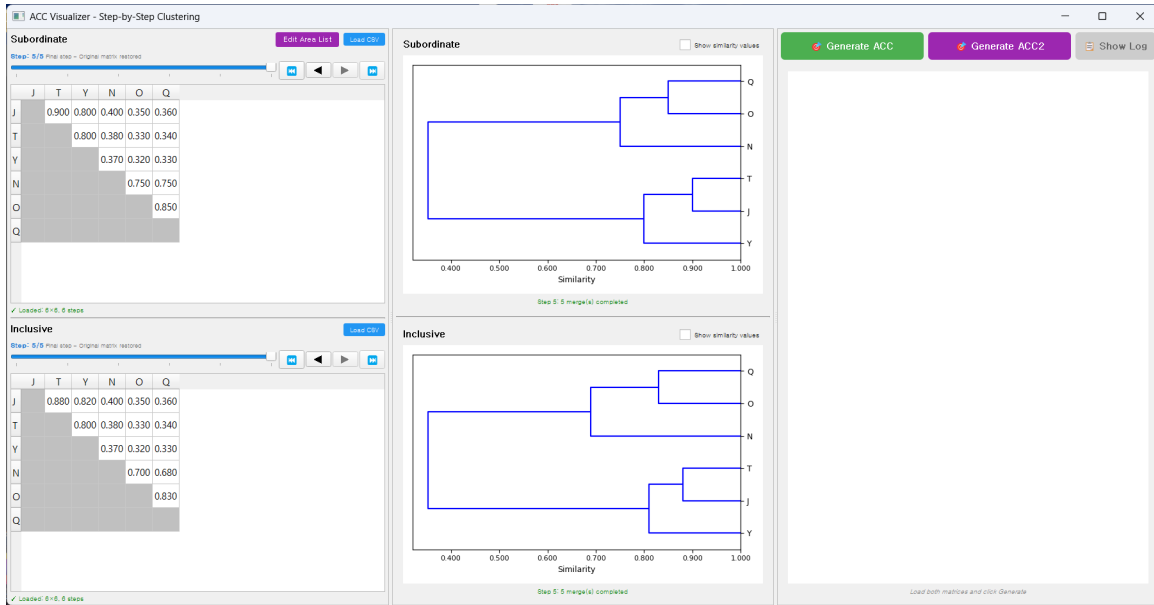 ACC Visualizer - Step-by-Step Clustering
Subordinate
Edit Area List
Load CSV
Step: 5/5 Final step - Original matrix restored
J T Y N O Q
J 0.900 0.800 0.400 0.350 0.360
T 0.800 0.380 0.330 0.340
Y 0.370 0.320 0.330
N 0.750 0.750
O 0.850
Q
✓ Loaded: 6×6, 6 steps
Inclusive
Load CSV
Step: 5/5 Final step - Original matrix restored
J T Y N O Q
J 0.880 0.820 0.400 0.350 0.360
T 0.800 0.380 0.330 0.340
Y 0.370 0.320 0.330
N 0.700 0.680
O 0.830
Q
✓ Loaded: 6×6, 6 steps
Subordinate
Show similarity values
Q
O
N
T
J
Y
0.400 0.500 0.600 0.700 0.800 0.900 1.000
Similarity
Step 5: 5 merge(s) completed
Inclusive
Show similarity values
Q
O
N
T
J
Y
0.400 0.500 0.600 0.700 0.800 0.900 1.000
Similarity
Step 5: 5 merge(s) completed
Generate ACC
Generate ACC2
Show Log
Load both matrices and click Generate